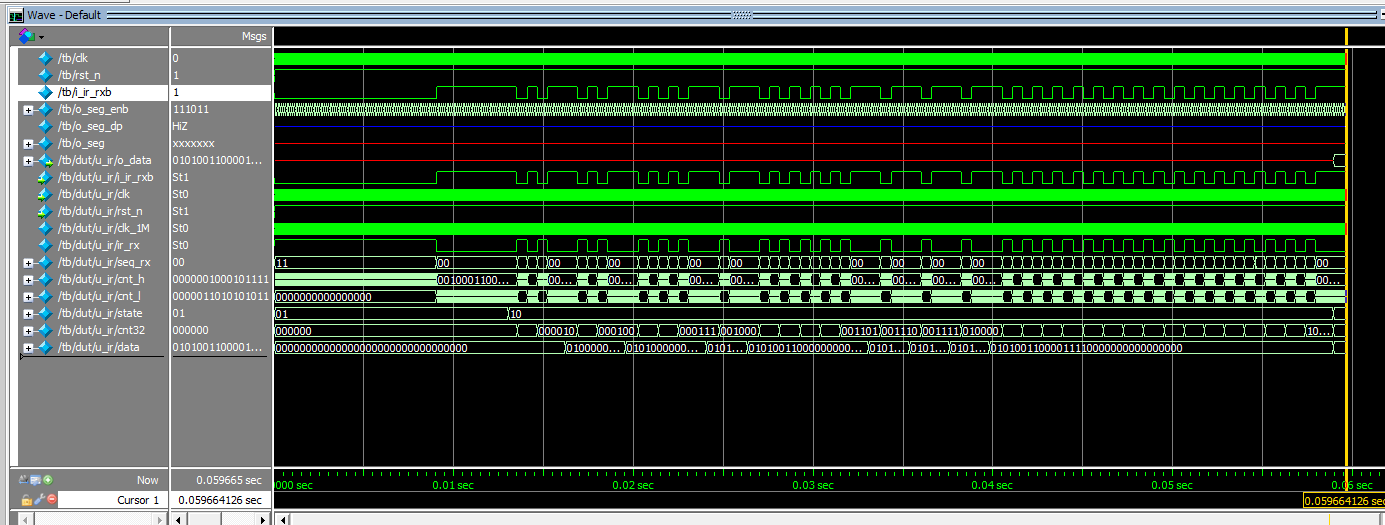 Wave - Default
Msgs
/tb/clk 0
/tb/rst_n 1
/tb/i_ir_rxb 1
/tb/o_seg_enb 111011
/tb/o_seg_dp HiZ
/tb/o_seg xxxxxxx
/tb/dut/u_ir/o_data 0101001100001...
/tb/dut/u_ir/i_ir_rxb St1
/tb/dut/u_ir/clk St0
/tb/dut/u_ir/rst_n St1
/tb/dut/u_ir/clk_1M St0
/tb/dut/u_ir/ir_rx St0
/tb/dut/u_ir/seq_rx 00 11 00 00 00 00 00 00 00 00 00 00
/tb/dut/u_ir/cnt_h 0000001000101111 0010001100... 00... 00... 00... 00... 00... 00... 00... 00... 00...
/tb/dut/u_ir/cnt_l 0000011010101011 0000000000000000
/tb/dut/u_ir/state 01 01 10
/tb/dut/u_ir/cnt32 000000 000000 000010 000100 000111 001000 001101 001110 001111 010000 10...
/tb/dut/u_ir/data 0101001100001... 00000000000000000000000000000000 0100000... 0101000000... 0101... 01010011000000000... 0101... 0101... 0101... 01010011000011110000000000000000
Now 0.059665 sec 0000 sec 0.01 sec 0.02 sec 0.03 sec 0.04 sec 0.05 sec 0.06 sec
Cursor 1 0.059664126 sec 0.059664126 sec